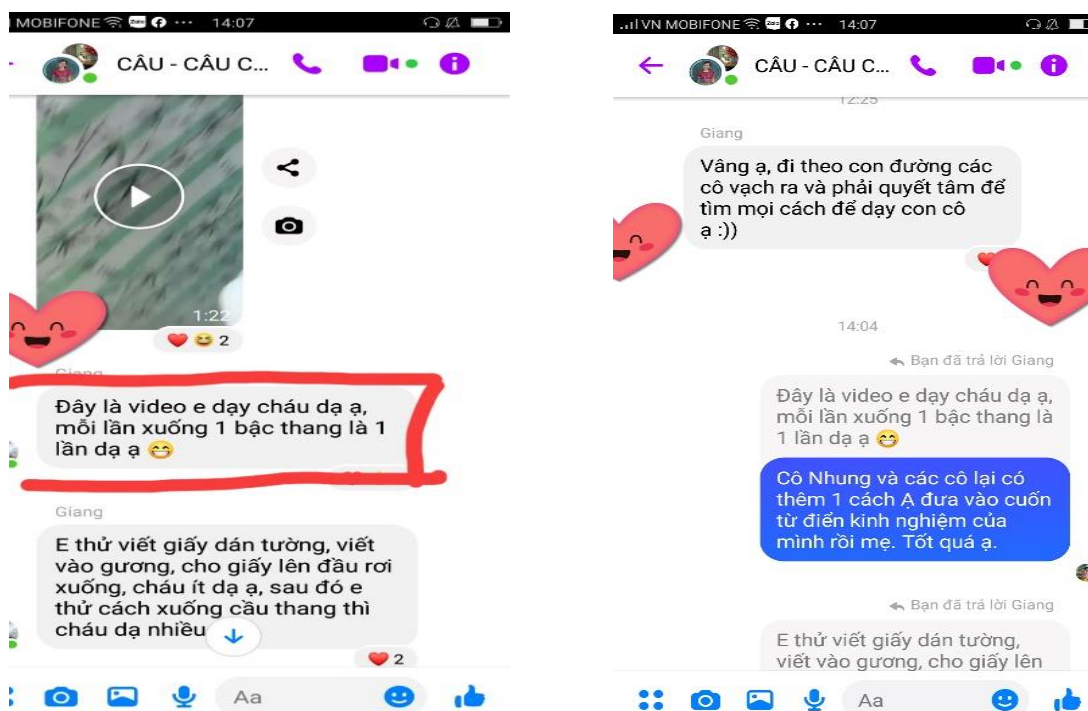 MOBIFONE Zalo ··· 14:07
CÂU - CÂU C...
1:22
2
Giang
Đây là video e dạy cháu dạ ạ,
mỗi lần xuống 1 bậc thang là 1
lần dạ ạ 😁
Giang
E thử viết giấy dán tường, viết
vào gương, cho giấy lên đầu rơi
xuống, cháu ít dạ ạ, sau đó e
thử cách xuống cầu thang thì
cháu dạ nhiều
2
Aa
VN MOBIFONE Zalo ··· 14:07
CÂU - CÂU C...
12:25
Giang
Vâng ạ, đi theo con đường các
cô vạch ra và phải quyết tâm để
tìm mọi cách để dạy con cô
ạ :))
14:04
Bạn đã trả lời Giang
Đây là video e dạy cháu dạ ạ,
mỗi lần xuống 1 bậc thang là
1 lần dạ ạ 😁
Cô Nhung và các cô lại có
thêm 1 cách Ạ đưa vào cuốn
từ điển kinh nghiệm của
mình rồi mẹ. Tốt quá ạ.
Bạn đã trả lời Giang
E thử viết giấy dán tường,
viết vào gương, cho giấy lên
Aa